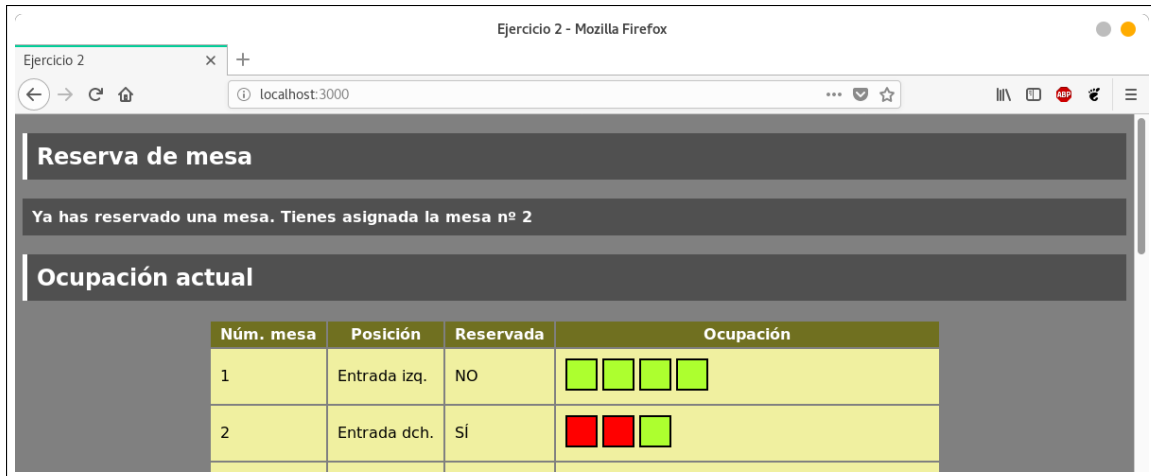 Ejercicio 2 - Mozilla Firefox
Ejercicio 2
localhost:3000
ABP
Reserva de mesa
Ya has reservado una mesa. Tienes asignada la mesa nº 2
Ocupación actual
Núm. mesa Posición Reservada Ocupación
1 Entrada izq. NO
2 Entrada dch. SÍ